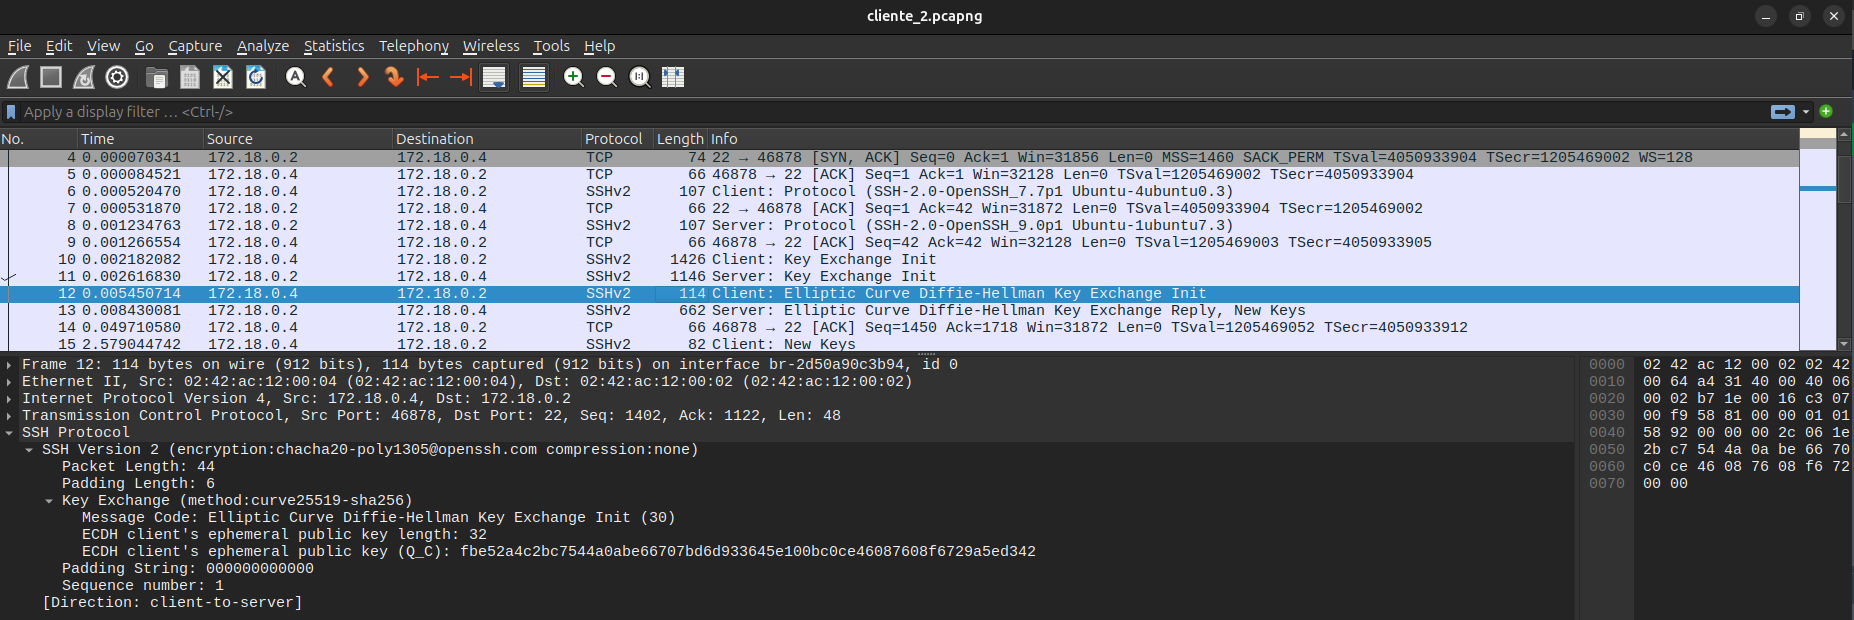 cliente_2.pcapng
File Edit View Go Capture Analyze Statistics Telephony Wireless Tools Help
Apply a display filter … <Ctrl-/>
No. Time Source Destination Protocol Length Info
4 0.000070341 172.18.0.2 172.18.0.4 TCP 74 22 → 46878 [SYN, ACK] Seq=0 Ack=1 Win=31856 Len=0 MSS=1460 SACK_PERM TSval=4050933904 TSecr=1205469002 WS=128
5 0.000084521 172.18.0.4 172.18.0.2 TCP 66 46878 → 22 [ACK] Seq=1 Ack=1 Win=32128 Len=0 TSval=1205469002 TSecr=4050933904
6 0.000520470 172.18.0.4 172.18.0.2 SSHv2 107 Client: Protocol (SSH-2.0-OpenSSH_7.7p1 Ubuntu-4ubuntu0.3)
7 0.000531870 172.18.0.2 172.18.0.4 TCP 66 22 → 46878 [ACK] Seq=1 Ack=42 Win=31872 Len=0 TSval=4050933904 TSecr=1205469002
8 0.001234763 172.18.0.2 172.18.0.4 SSHv2 107 Server: Protocol (SSH-2.0-OpenSSH_9.0p1 Ubuntu-1ubuntu7.3)
9 0.001266554 172.18.0.4 172.18.0.2 TCP 66 46878 → 22 [ACK] Seq=42 Ack=42 Win=32128 Len=0 TSval=1205469003 TSecr=4050933905
10 0.002182082 172.18.0.4 172.18.0.2 SSHv2 1426 Client: Key Exchange Init
11 0.002616830 172.18.0.2 172.18.0.4 SSHv2 1146 Server: Key Exchange Init
12 0.005450714 172.18.0.4 172.18.0.2 SSHv2 114 Client: Elliptic Curve Diffie-Hellman Key Exchange Init
13 0.008430081 172.18.0.2 172.18.0.4 SSHv2 662 Server: Elliptic Curve Diffie-Hellman Key Exchange Reply, New Keys
14 0.049710580 172.18.0.4 172.18.0.2 TCP 66 46878 → 22 [ACK] Seq=1450 Ack=1718 Win=31872 Len=0 TSval=1205469052 TSecr=4050933912
15 2.579044742 172.18.0.4 172.18.0.2 SSHv2 82 Client: New Keys
Frame 12: 114 bytes on wire (912 bits), 114 bytes captured (912 bits) on interface br-2d50a90c3b94, id 0
Ethernet II, Src: 02:42:ac:12:00:04 (02:42:ac:12:00:04), Dst: 02:42:ac:12:00:02 (02:42:ac:12:00:02)
Internet Protocol Version 4, Src: 172.18.0.4, Dst: 172.18.0.2
Transmission Control Protocol, Src Port: 46878, Dst Port: 22, Seq: 1402, Ack: 1122, Len: 48
SSH Protocol
SSH Version 2 (encryption:chacha20-poly1305@openssh.com compression:none)
Packet Length: 44
Padding Length: 6
Key Exchange (method:curve25519-sha256)
Message Code: Elliptic Curve Diffie-Hellman Key Exchange Init (30)
ECDH client's ephemeral public key length: 32
ECDH client's ephemeral public key (Q_C): fbe52a4c2bc7544a0abe66707bd6d933645e100bc0ce46087608f6729a5ed342
Padding String: 000000000000
Sequence number: 1
[Direction: client-to-server]
0000 02 42 ac 12 00 02 02 42
0010 00 64 a4 31 40 00 40 06
0020 00 02 b7 1e 00 16 c3 07
0030 00 f9 58 81 00 00 01 01
0040 58 92 00 00 00 2c 06 1e
0050 2b c7 54 4a 0a be 66 70
0060 c0 ce 46 08 76 08 f6 72
0070 00 00